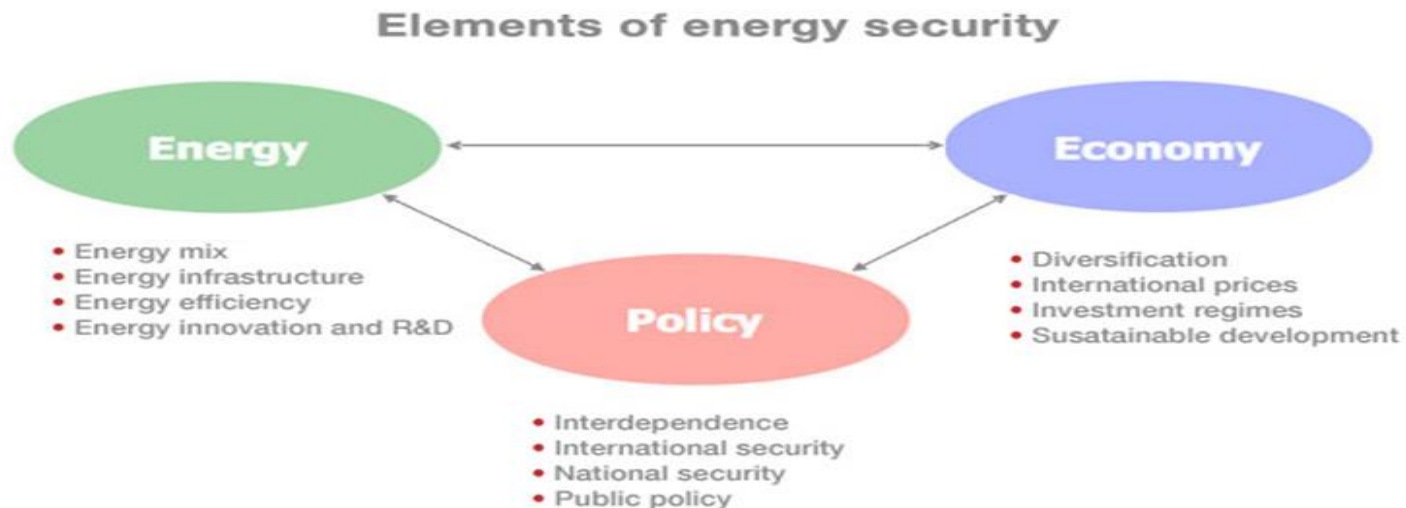 Elements of energy security
Energy
Economy
• Energy mix
• Energy infrastructure
• Energy efficiency
• Energy innovation and R&D
• Diversification
• International prices
• Investment regimes
• Susatainable development
Policy
• Interdependence
• International security
• National security
• Public policy